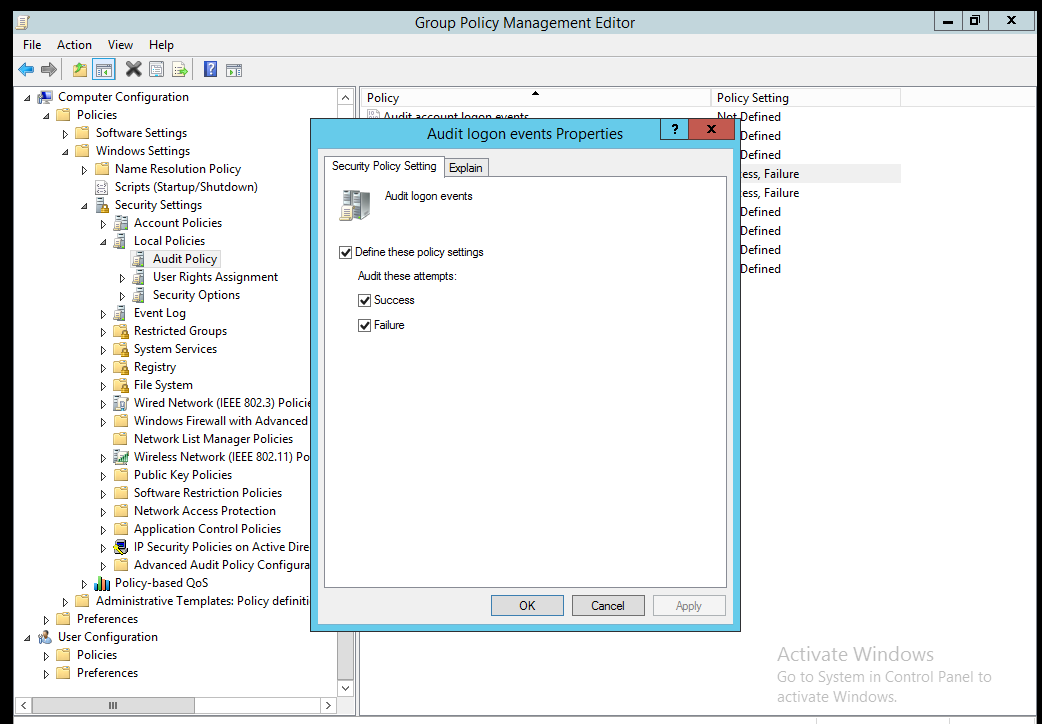 Group Policy Management Editor
File Action View Help
Computer Configuration
Policies
Software Settings
Windows Settings
Name Resolution Policy
Scripts (Startup/Shutdown)
Security Settings
Account Policies
Local Policies
Audit Policy
User Rights Assignment
Security Options
Event Log
Restricted Groups
System Services
Registry
File System
Wired Network (IEEE 802.3) Policie
Windows Firewall with Advanced
Network List Manager Policies
Wireless Network (IEEE 802.11) Po
Public Key Policies
Software Restriction Policies
Network Access Protection
Application Control Policies
IP Security Policies on Active Dire
Advanced Audit Policy Configura
Policy-based QoS
Administrative Templates: Policy definiti
Preferences
User Configuration
Policies
Preferences
Policy Policy Setting
Audit account logon events Not Defined
Defined
Defined
ess, Failure
ess, Failure
Defined
Defined
Defined
Defined
Audit logon events Properties
? x
Security Policy Setting Explain
Audit logon events
Define these policy settings
Audit these attempts:
Success
Failure
OK Cancel Apply
Activate Windows
Go to System in Control Panel to
activate Windows.